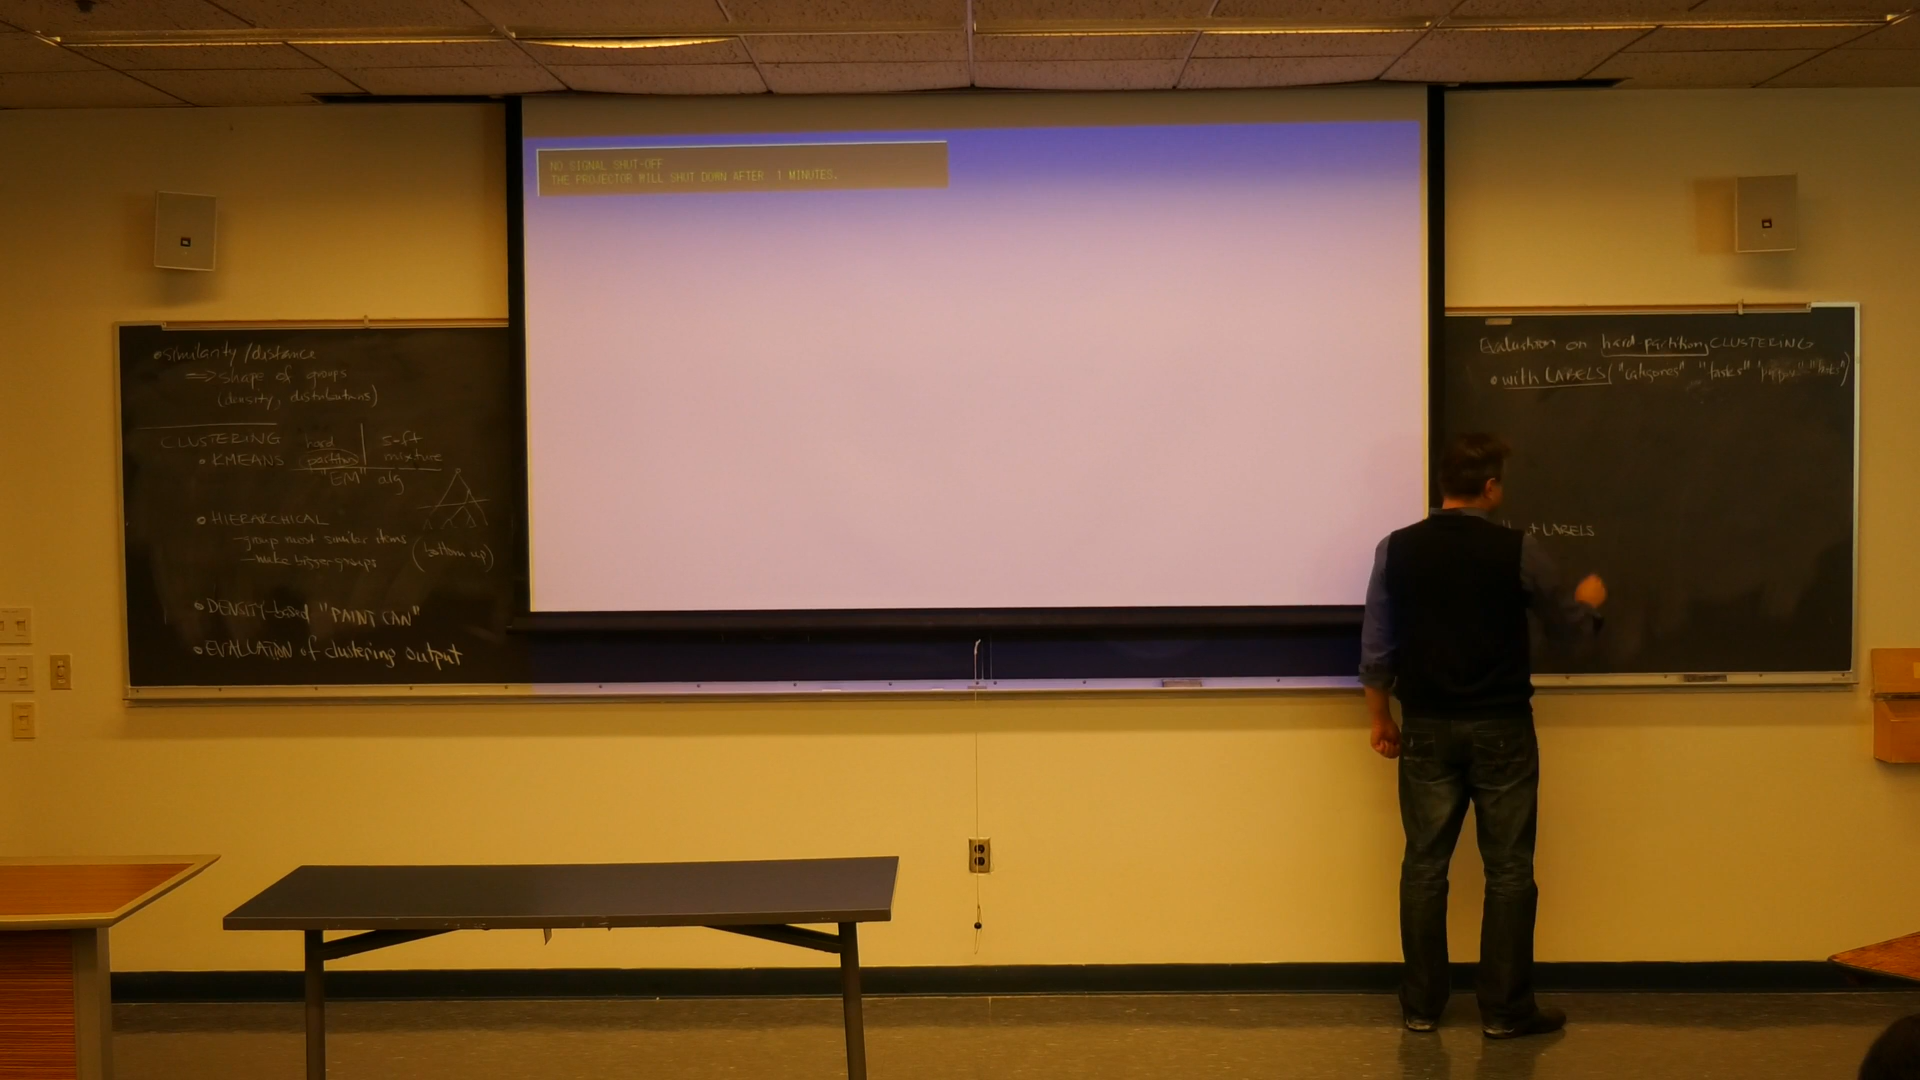 NO SIGNAL SHUT-OFF
THE PROJECTOR WILL SHUT DOWN AFTER 1 MINUTES.
•similarity/distance
⇒ shape of groups
(density, distributions)
CLUSTERING hard | soft
•KMEANS partition | mixture
"EM" alg
•HIERARCHICAL
-group most similar items (bottom up)
-make bigger groups
•DENSITY-based "PAINT CAN"
•EVALUATION of clustering output
Evaluation on hard-partition CLUSTERING
•with LABELS ("categories" "tasks"
LABELS